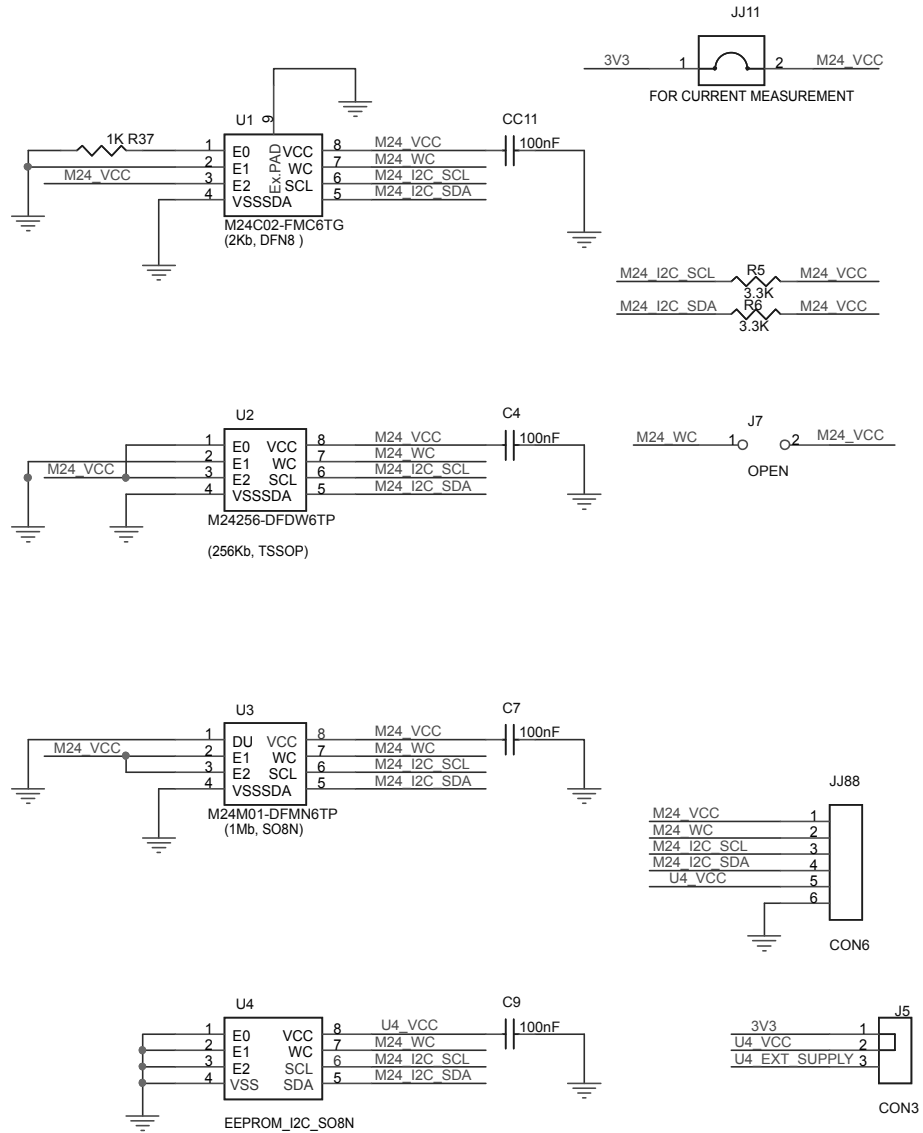 JJ11
3V3 1 2 M24_VCC
FOR CURRENT MEASUREMENT
U1 9 CC11
1K R37 1 E0 VCC 8 M24_VCC 100nF
2 E1 WC 7 M24_WC
M24_VCC 3 E2 SCL 6 M24_I2C_SCL
4 VSSSDA 5 M24_I2C_SDA
Ex.PAD
M24C02-FMC6TG
(2Kb, DFN8 )
R5
M24_I2C_SCL M24_VCC
3.3K
R6
M24_I2C_SDA M24_VCC
3.3K
U2 C4
1 E0 VCC 8 M24_VCC 100nF
2 E1 WC 7 M24_WC
M24_VCC 3 E2 SCL 6 M24_I2C_SCL
4 VSSSDA 5 M24_I2C_SDA
M24256-DFDW6TP
(256Kb, TSSOP)
J7
M24_WC 1 2 M24_VCC
OPEN
U3 C7
1 DU VCC 8 M24_VCC 100nF
M24_VCC 2 E1 WC 7 M24_WC
3 E2 SCL 6 M24_I2C_SCL
4 VSSSDA 5 M24_I2C_SDA
M24M01-DFMN6TP
(1Mb, SO8N)
JJ88
M24_VCC 1
M24_WC 2
M24_I2C_SCL 3
M24_I2C_SDA 4
U4_VCC 5
6
CON6
U4 C9
1 E0 VCC 8 U4_VCC 100nF
2 E1 WC 7 M24_WC
3 E2 SCL 6 M24_I2C_SCL
4 VSS SDA 5 M24_I2C_SDA
EEPROM_I2C_SO8N
J5
3V3 1
U4_VCC 2
U4_EXT_SUPPLY 3
CON3